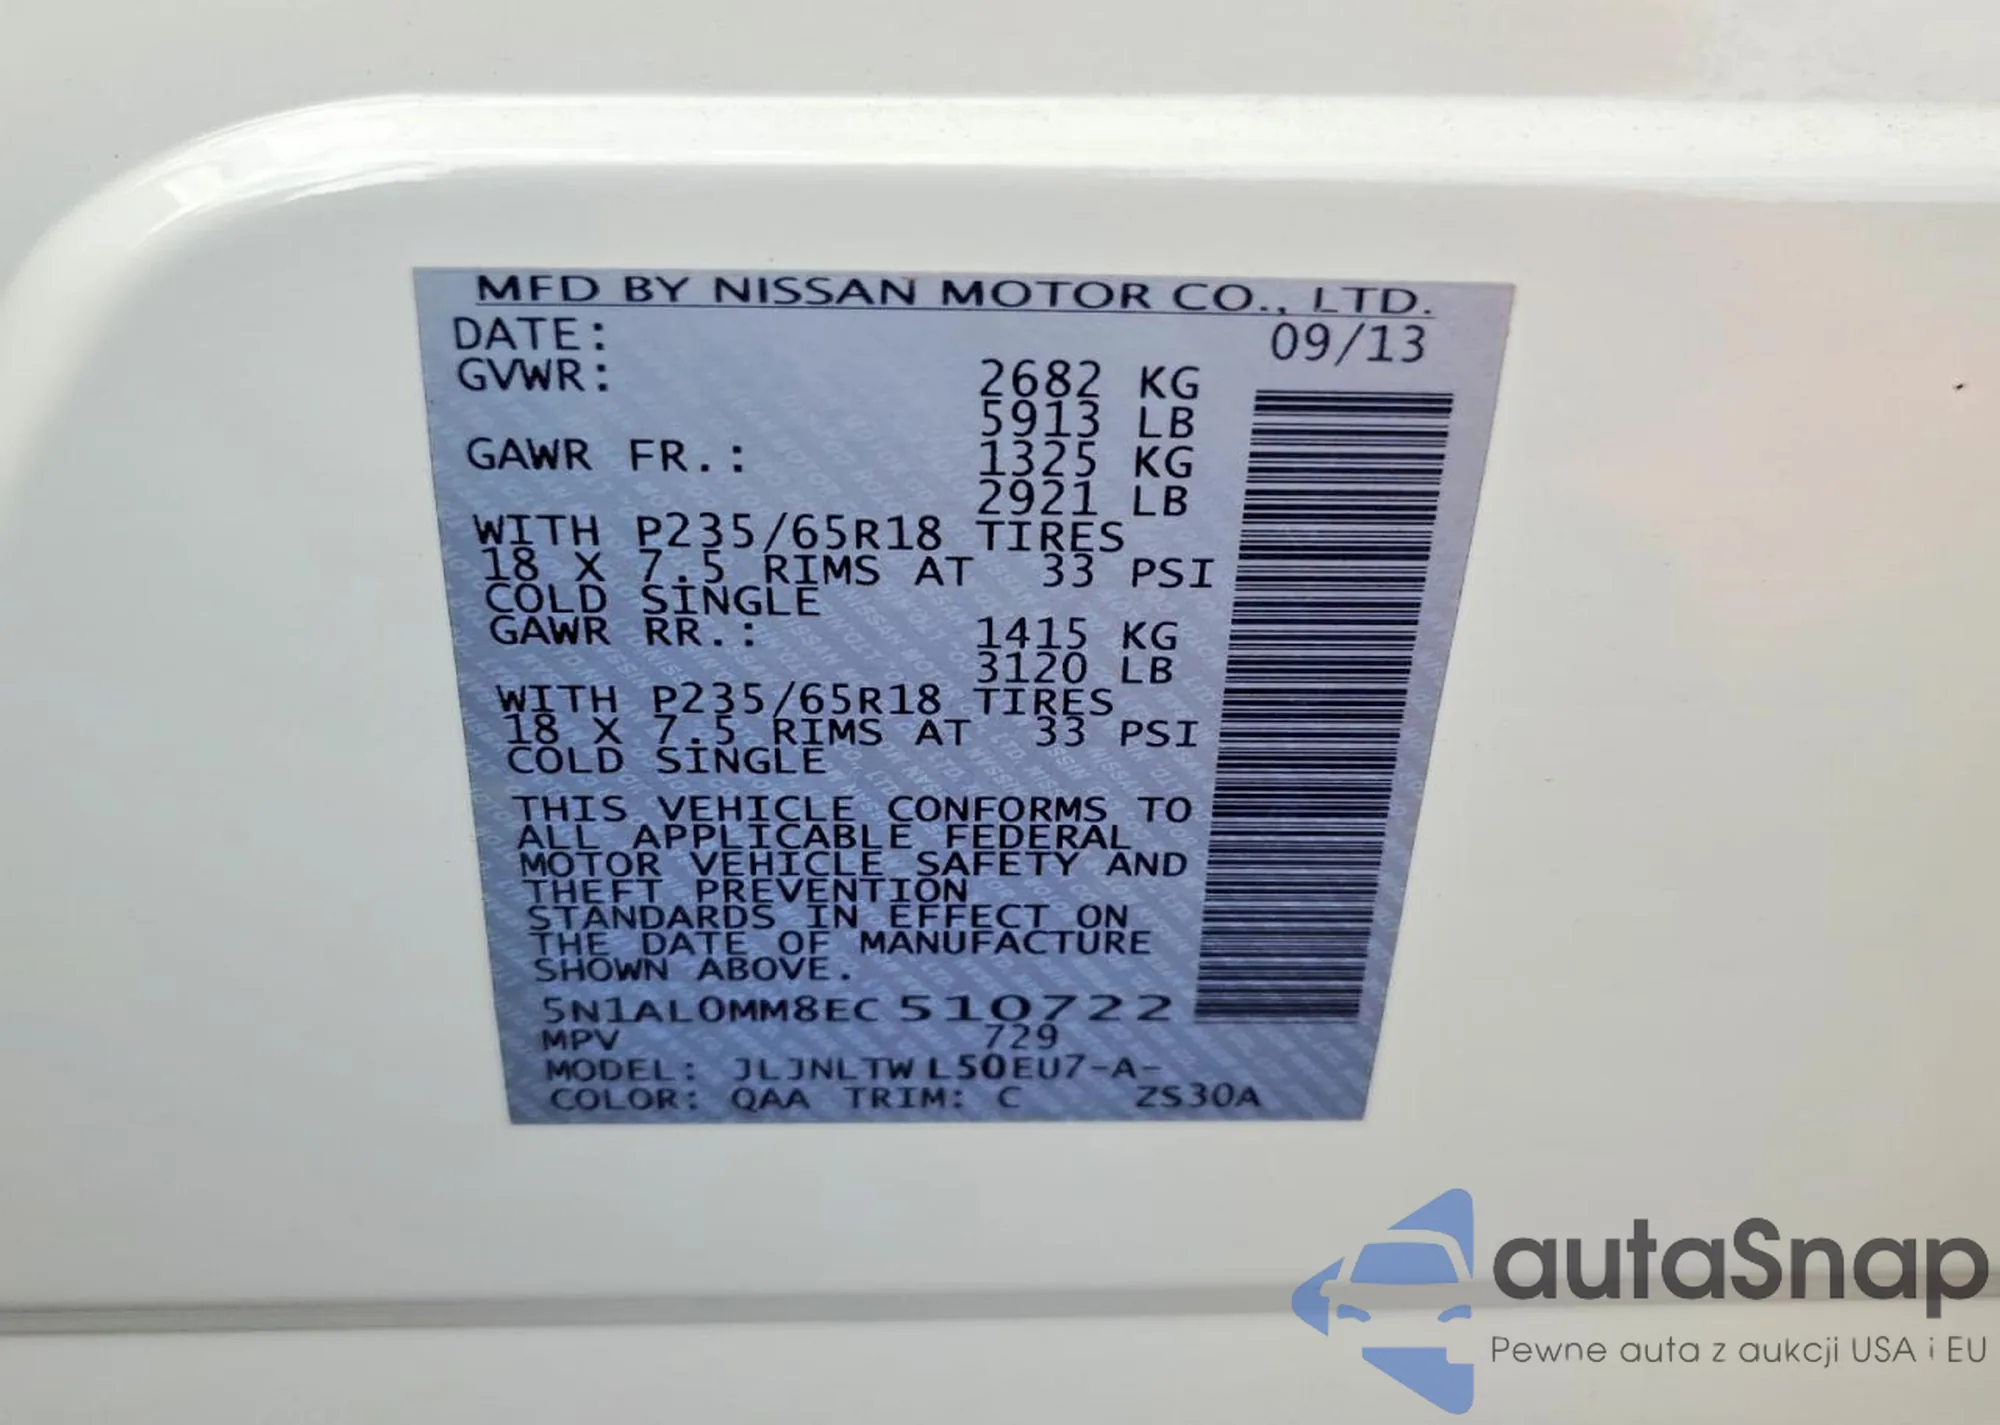 MFD BY NISSAN MOTOR CO., LTD.
DATE: 09/13
GVWR: 2682 KG
5913 LB
GAWR FR.: 1325 KG
2921 LB
WITH P235/65R18 TIRES
18 X 7.5 RIMS AT 33 PSI
COLD SINGLE
GAWR RR.: 1415 KG
3120 LB
WITH P235/65R18 TIRES
18 X 7.5 RIMS AT 33 PSI
COLD SINGLE
THIS VEHICLE CONFORMS TO
ALL APPLICABLE FEDERAL
MOTOR VEHICLE SAFETY AND
THEFT PREVENTION
STANDARDS IN EFFECT ON
THE DATE OF MANUFACTURE
SHOWN ABOVE.
5N1AL0MM8EC510722
MPV 729
MODEL: JLJNLTWL50EU7-A-
COLOR: QAA TRIM: C ZS30A
autaSnap
Pewne auta z aukcji USA i EU